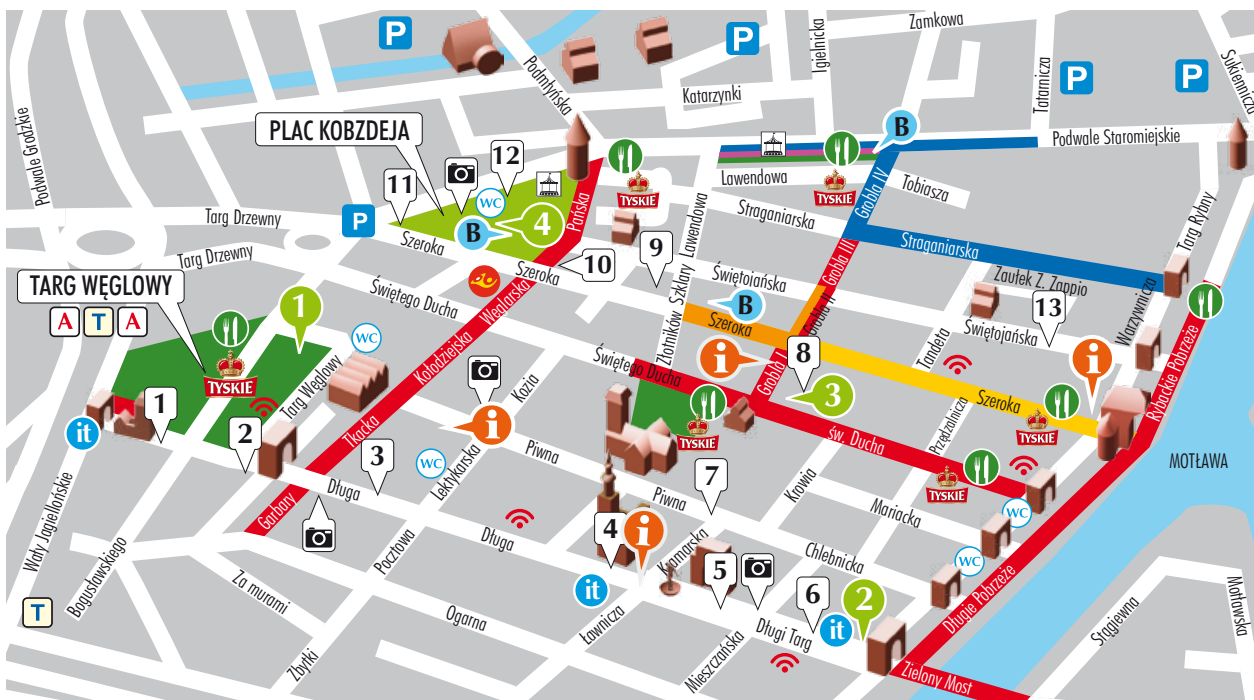 P
Zamkowa
Igielnicka
P
Podmłyńska
Tatarnicza
P
P
Sukiennicza
Katarzynki
Podwale Grodzkie
PLAC KOBZDEJA
B
Podwale Staromiejskie
12
11
WC
TYSKIE
Lawendowa
TYSKIE
Grobla IV
Tobiasza
Targ Drzewny
P
B
4
Pańska
Straganiarska
Straganiarska
Targ Rybny
Szeroka
Szeroka
10
9
Złotników Szklary Lawendowa
Świętojańska
Grobla III
Zaułek Z. Zappio
Targ Drzewny
TARG WĘGLOWY
A
T
A
1
Świętego Ducha
Węglarska
B
Szeroka
Grobla II
13
Świętojańska
Warzywnicza
WC
Kołodziejska
i
Grobla I
8
Tandeta
i
Rybackie Pobrzeże
TYSKIE
Targ Węglowy
Świętego Ducha
3
Szeroka
Kozia
TYSKIE
1
2
it
Tkacka
i
TYSKIE
św. Ducha
Przędzalnicza
MOTŁAWA
3
WC
Lektykarska
Piwna
Piwna
7
Krowia
TYSKIE
Wały Jagiellońskie
Długa
Garbary
Mariacka
WC
Długa
4
i
Kramarska
Chlebnicka
WC
Bogusławskiego
Za murami
Pocztowa
it
5
6
it
2
Długie Pobrzeże
T
Ogarna
Ławnicza
Długi Targ
Mieszczańska
Stągiewna
Motławska
Zbytki
Zielony Most